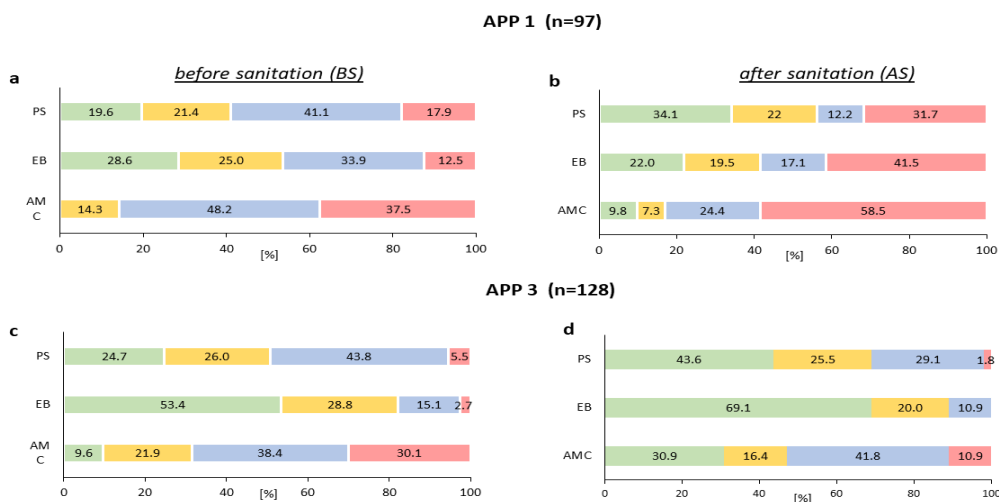 APP 1 (n=97)
a
before sanitation (BS)
PS
19.6 21.4 41.1 17.9
EB
28.6 25.0 33.9 12.5
AM
C
14.3 48.2 37.5
0 20 40 60 80 100
[%]
b
after sanitation (AS)
PS
34.1 22 12.2 31.7
EB
22.0 19.5 17.1 41.5
AMC
9.8 7.3 24.4 58.5
0 20 40 60 80 100
[%]
APP 3 (n=128)
c
PS
24.7 26.0 43.8 5.5
EB
53.4 28.8 15.1 2.7
AM
C
9.6 21.9 38.4 30.1
0 20 40 60 80 100
[%]
d
PS
43.6 25.5 29.1 1.8
EB
69.1 20.0 10.9
AMC
30.9 16.4 41.8 10.9
0 20 40 60 80 100
[%]